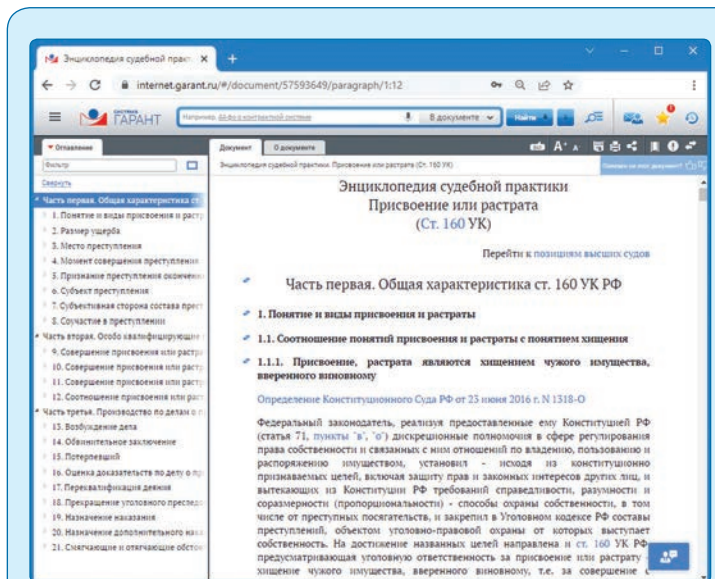 Энциклопедия судебной практ
internet.garant.ru/#/document/57593649/paragraph/1:12
СИСТЕМА
ГАРАНТ
Например, 44-фз о контрактной системе
В документе
Найти
Оглавление
Документ
О документе
Фильтр
Энциклопедия судебной практики. Присвоение или растрата (Ст. 160 УК)
Свернуть
Часть первая. Общая характеристика ст.
1. Понятие и виды присвоения и растр
2. Размер ущерба
3. Место преступления
4. Момент совершения преступления
5. Признание преступления оконченн
6. Субъект преступления
7. Субъективная сторона состава прест
8. Соучастие в преступлении
Часть вторая. Особо квалифицирующие
9. Совершение присвоения или растра
10. Совершение присвоения или раст
11. Совершение присвоения или раст
12. Соотношение присвоения или рас
Часть третья. Производство по делам о п
13. Возбуждение дела
14. Обвинительное заключение
15. Потерпевший
16. Оценка доказательств по делу о пр
17. Переквалификация деяния
18. Прекращение уголовного преследо
19. Назначение наказания
20. Назначение дополнительного нака
21. Смягчающие и отягчающие обстоя
Энциклопедия судебной практики
Присвоение или растрата
(Ст. 160 УК)
Перейти к позициям высших судов
Часть первая. Общая характеристика ст. 160 УК РФ
1. Понятие и виды присвоения и растраты
1.1. Соотношение понятий присвоения и растраты с понятием хищения
1.1.1. Присвоение, растрата являются хищением чужого имущества,
вверенного виновному
Определение Конституционного Суда РФ от 23 июня 2016 г. N 1318-О
Федеральный законодатель, реализуя предоставленные ему Конституцией РФ
(статья 71, пункты "в", "о") дискреционные полномочия в сфере регулирования
права собственности и связанных с ним отношений по владению, пользованию и
распоряжению имуществом, установил - исходя из конституционно
признаваемых целей, включая защиту прав и законных интересов других лиц, и
вытекающих из Конституции РФ требований справедливости, разумности и
соразмерности (пропорциональности) - способы охраны собственности, в том
числе от преступных посягательств, и закрепил в Уголовном кодексе РФ составы
преступлений, объектом уголовно-правовой охраны от которых выступает
собственность. На достижение названных целей направлена и ст. 160 УК РФ,
предусматривающая уголовную ответственность за присвоение или растрату -
хищение чужого имущества, вверенного виновному, т.е. за совершение с